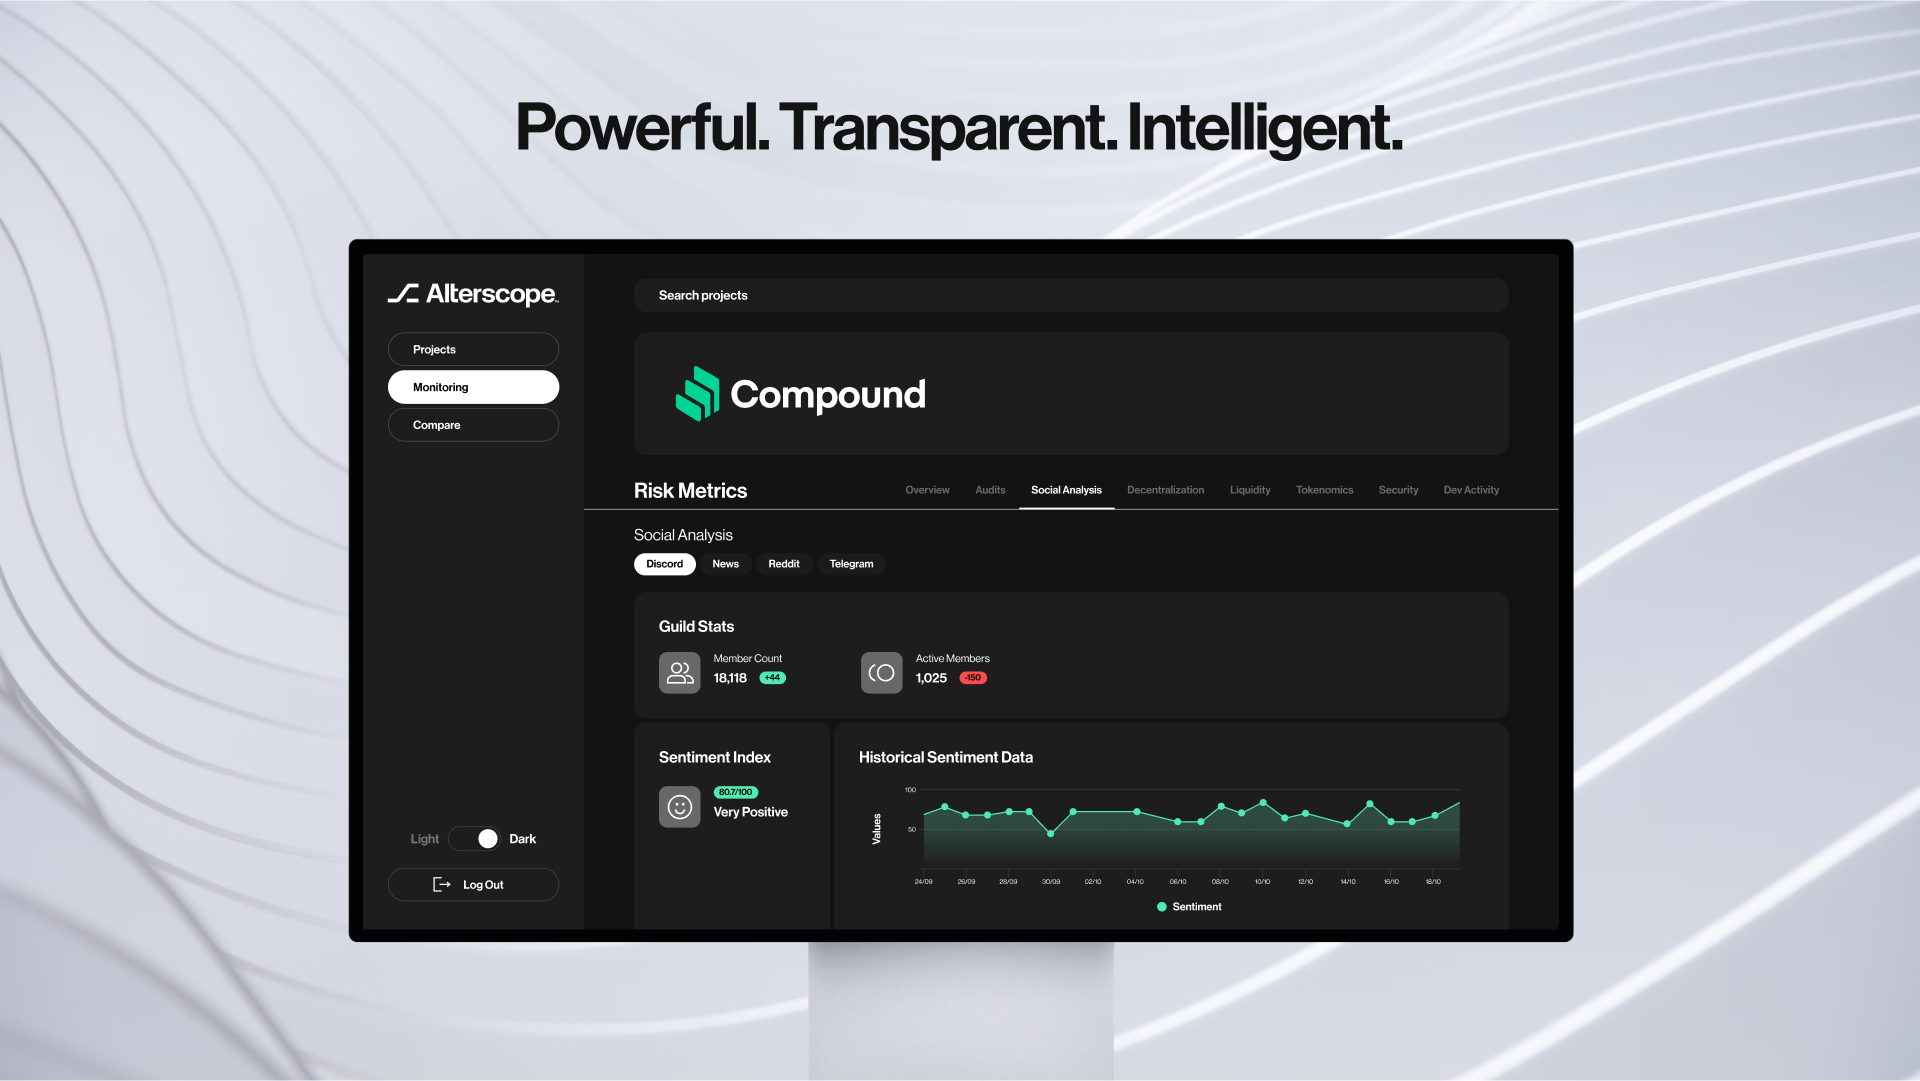 Powerful. Transparent. Intelligent.
Alterscope
Projects
Monitoring
Compare
Light Dark
Log Out
Search projects
Compound
Risk Metrics
Overview Audits Social Analysis Decentralization Liquidity Tokenomics Security Dev Activity
Social Analysis
Discord News Reddit Telegram
Guild Stats
Member Count
18,118 +44
Active Members
1,025 -150
Sentiment Index
80.7/100
Very Positive
Historical Sentiment Data
Values
100
50
24/09 26/09 28/09 30/09 02/10 04/10 06/10 08/10 10/10 12/10 14/10 16/10 18/10
Sentiment